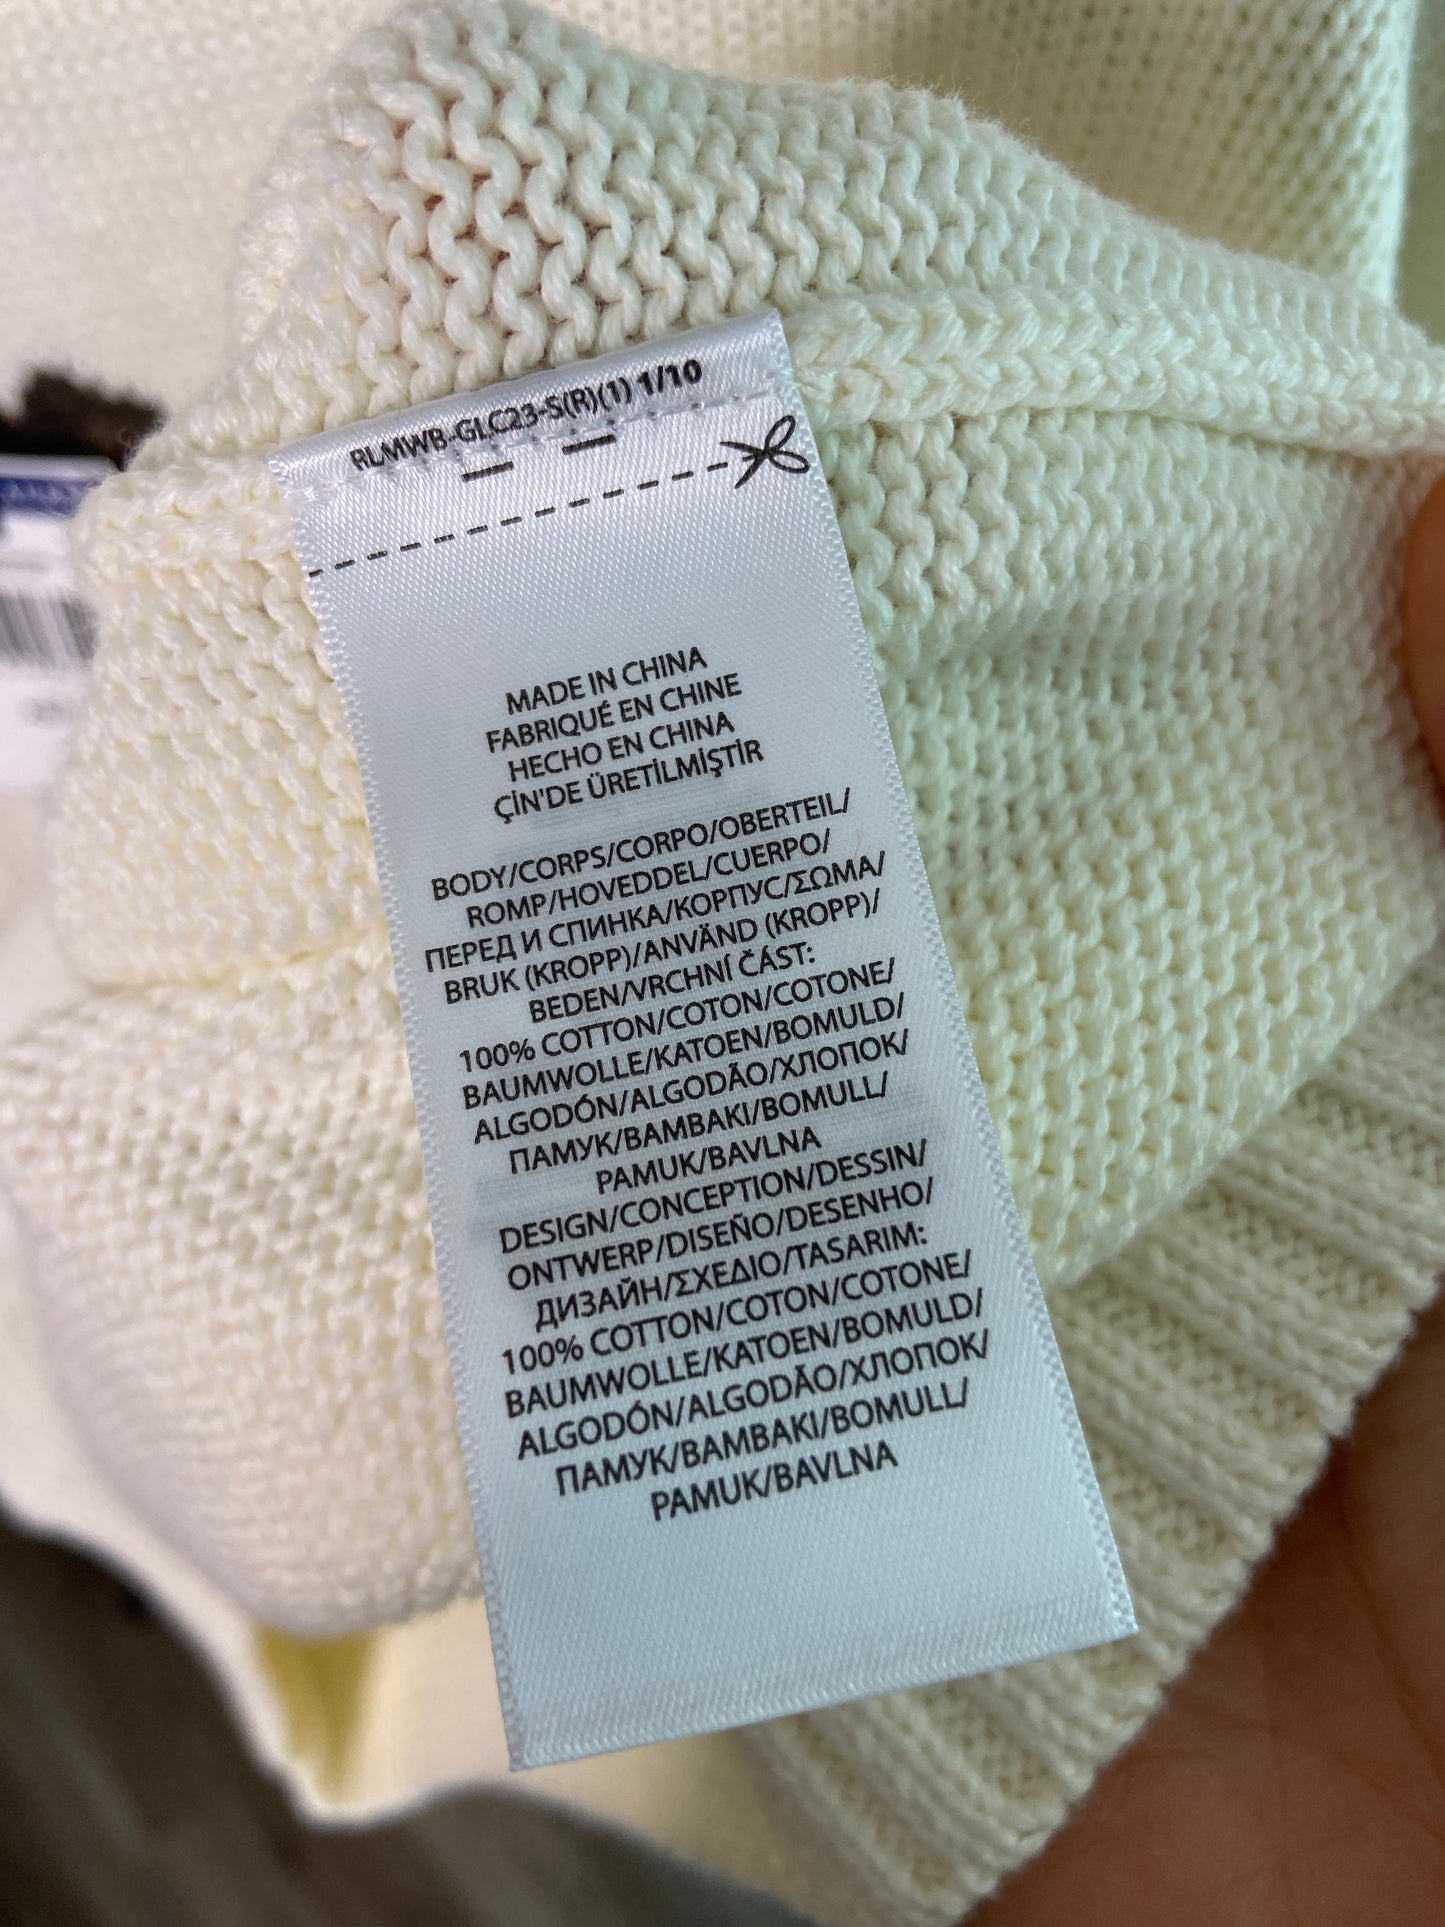 RLMWB-GLC23-S(R)(1) 1/10
MADE IN CHINA
FABRIQUÉ EN CHINE
HECHO EN CHINA
ÇİN'DE ÜRETİLMİŞTİR
BODY/CORPS/CORPO/OBERTEIL/
ROMP/HOVEDDEL/CUERPO/
ПЕРЕД И СПИНКА/КОРПУС/ΣΩΜΑ/
BRUK (KROPP)/ANVÄND (KROPP)/
BEDEN/VRCHNÍ ČÁST:
100% COTTON/COTON/COTONE/
BAUMWOLLE/KATOEN/BOMULD/
ALGODÓN/ALGODÃO/ХЛОПОК/
ПАМУК/BAMBAKI/BOMULL/
PAMUK/BAVLNA
DESIGN/CONCEPTION/DESSIN/
ONTWERP/DISEÑO/DESENHO/
ДИЗАЙН/ΣΧΕΔΙΟ/TASARIM:
100% COTTON/COTON/COTONE/
BAUMWOLLE/KATOEN/BOMULD/
ALGODÓN/ALGODÃO/ХЛОПОК/
ПАМУК/BAMBAKI/BOMULL/
PAMUK/BAVLNA